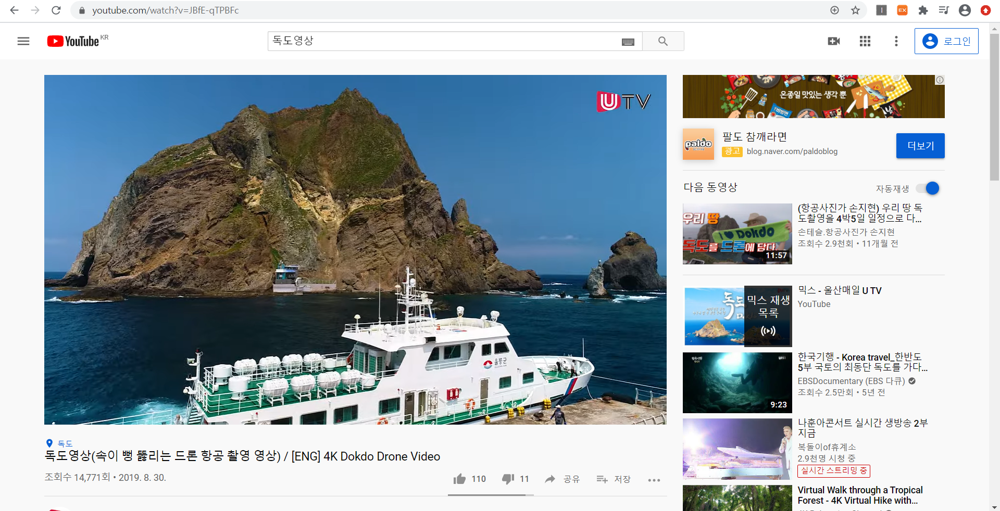 youtube.com/watch?v=JBfE-qTPBFc
EX
YouTube KR
독도영상
로그인
UTV
울릉군
독도
독도영상(속이 뻥 뚫리는 드론 항공 촬영 영상) / [ENG] 4K Dokdo Drone Video
조회수 14,771회 • 2019. 8. 30.
110
11
공유
저장
온종일 맛있는 생각 뿐
비빔면
paldo
팔도 참깨라면
광고 blog.naver.com/paldoblog
더보기
다음 동영상
자동재생
우리 땅
I ♥ Dokdo
독도를 드론에 담다
11:57
(항공사진가 손지현) 우리 땅 독
도촬영을 4박5일 일정으로 다...
손테슬.항공사진가 손지현
조회수 2.9천회 • 11개월 전
독도
믹스 재생
목록
믹스 - 울산매일 U TV
YouTube
9:23
한국기행 - Korea travel_한반도
5부 국토의 최동단 독도를 가다...
EBSDocumentary (EBS 다큐)
조회수 2.5만회 • 5년 전
나훈아콘서트 실시간 생방송 2부
지금
복돌이of휴게소
2.9천명 시청 중
실시간 스트리밍 중
Virtual Walk through a Tropical
Forest - 4K Virtual Hike with...